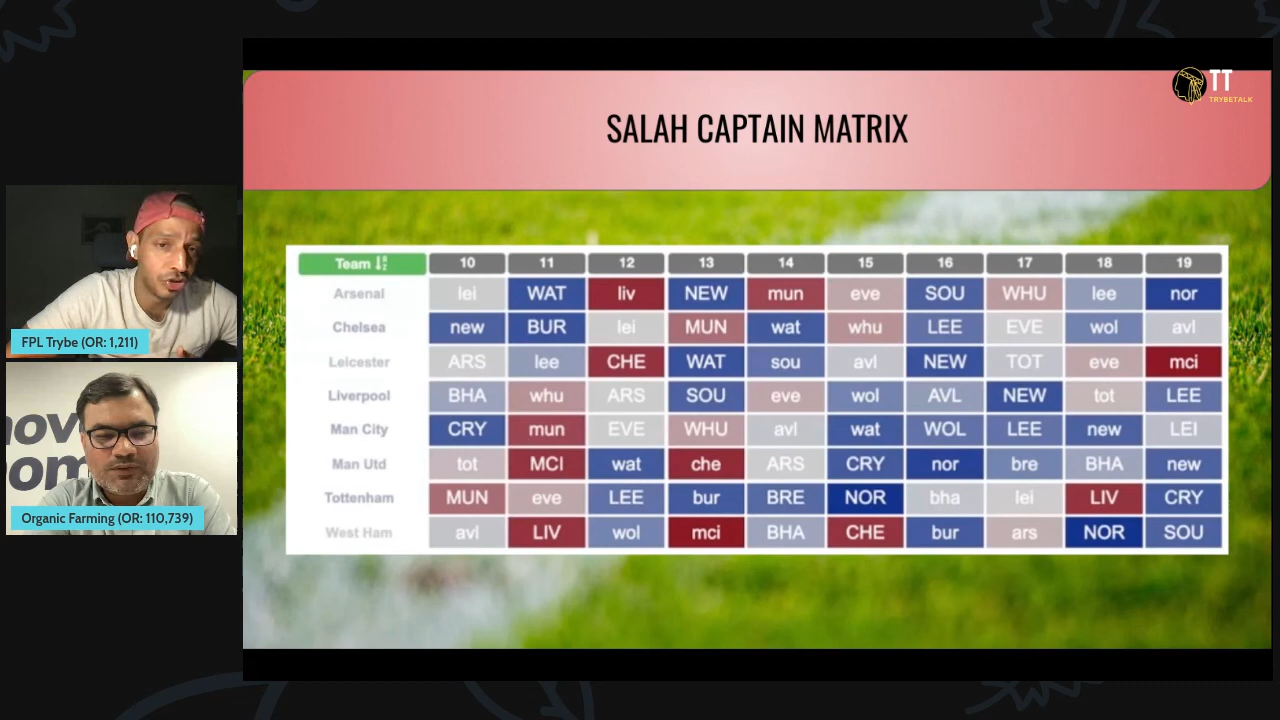 SALAH CAPTAIN MATRIX
TT
TRYBETALK
Team 10 11 12 13 14 15 16 17 18 19
Arsenal lei WAT liv NEW mun eve SOU WHU lee nor
Chelsea new BUR lei MUN wat whu LEE EVE wol avl
Leicester ARS lee CHE WAT sou avl NEW TOT eve mci
Liverpool BHA whu ARS SOU eve wol AVL NEW tot LEE
Man City CRY mun EVE WHU avl wat WOL LEE new LEI
Man Utd tot MCI wat che ARS CRY nor bre BHA new
Tottenham MUN eve LEE bur BRE NOR bha lei LIV CRY
West Ham avl LIV wol mci BHA CHE bur ars NOR SOU
FPL Trybe (OR: 1,211)
Organic Farming (OR: 110,739)